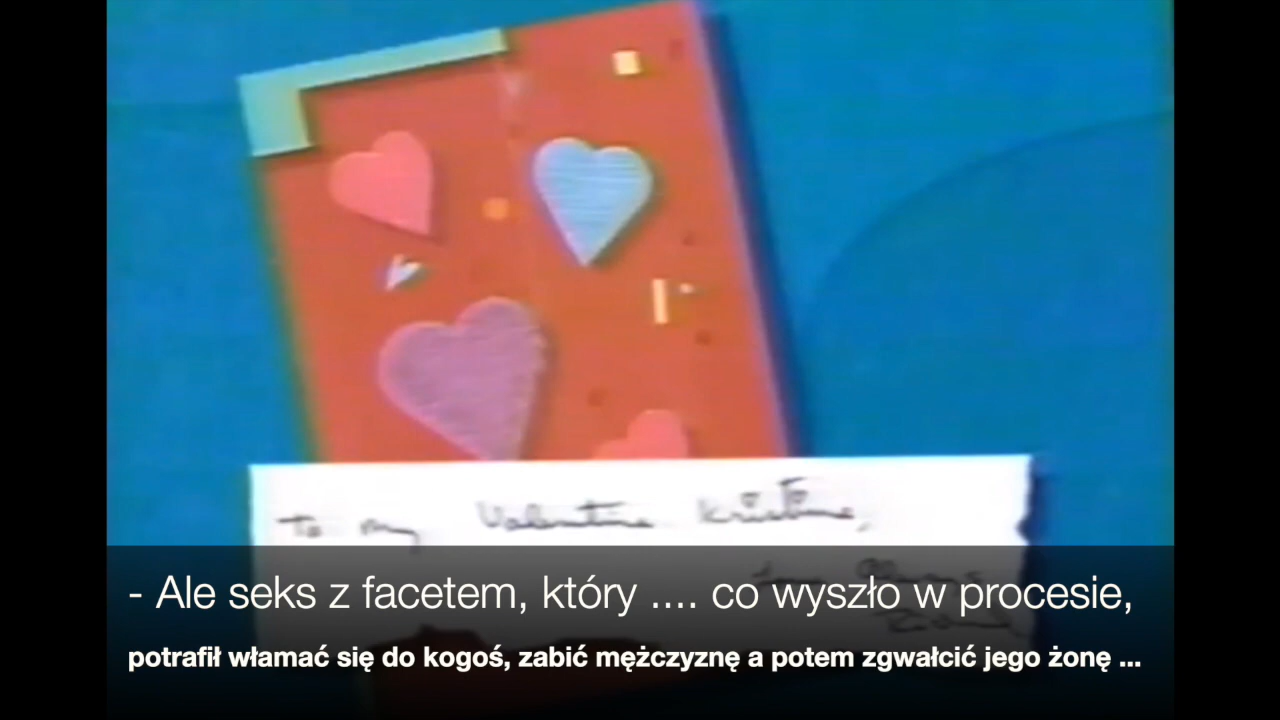 To my Valentine Kristine,
- Ale seks z facetem, który .... co wyszło w procesie,
potrafił włamać się do kogoś, zabić mężczyznę a potem zgwałcić jego żonę ...